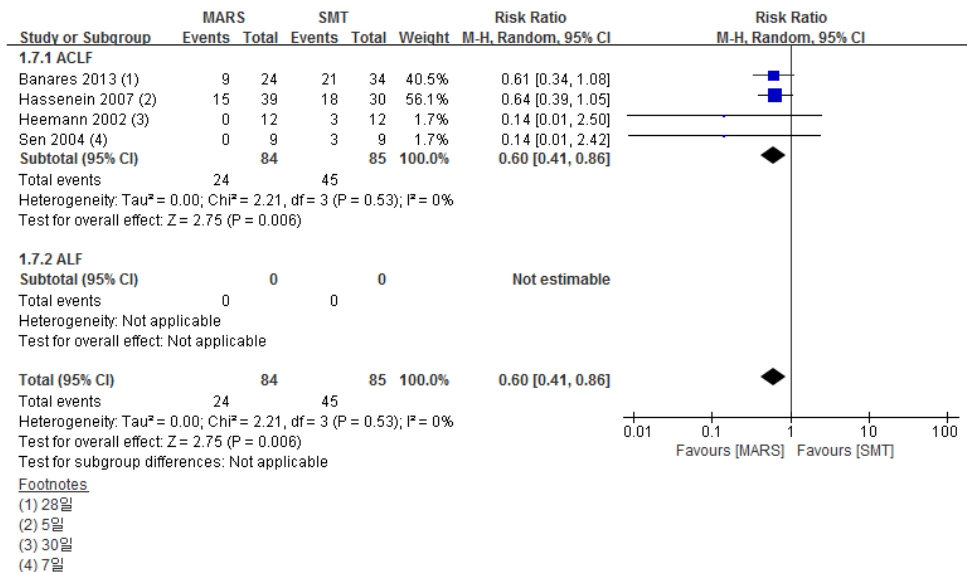 MARS SMT Risk Ratio Risk Ratio
Study or Subgroup Events Total Events Total Weight M-H, Random, 95% CI M-H, Random, 95% CI
1.7.1 ACLF
Banares 2013 (1) 9 24 21 34 40.5% 0.61 [0.34, 1.08]
Hassenein 2007 (2) 15 39 18 30 56.1% 0.64 [0.39, 1.05]
Heemann 2002 (3) 0 12 3 12 1.7% 0.14 [0.01, 2.50]
Sen 2004 (4) 0 9 3 9 1.7% 0.14 [0.01, 2.42]
Subtotal (95% CI) 84 85 100.0% 0.60 [0.41, 0.86]
Total events 24 45
Heterogeneity: Tau² = 0.00; Chi² = 2.21, df = 3 (P = 0.53); I² = 0%
Test for overall effect: Z = 2.75 (P = 0.006)
1.7.2 ALF
Subtotal (95% CI) 0 0 Not estimable
Total events 0 0
Heterogeneity: Not applicable
Test for overall effect: Not applicable
Total (95% CI) 84 85 100.0% 0.60 [0.41, 0.86]
Total events 24 45
Heterogeneity: Tau² = 0.00; Chi² = 2.21, df = 3 (P = 0.53); I² = 0%
Test for overall effect: Z = 2.75 (P = 0.006)
Test for subgroup differences: Not applicable
0.01 0.1 1 10 100
Favours [MARS] Favours [SMT]
Footnotes
(1) 28일
(2) 5일
(3) 30일
(4) 7일